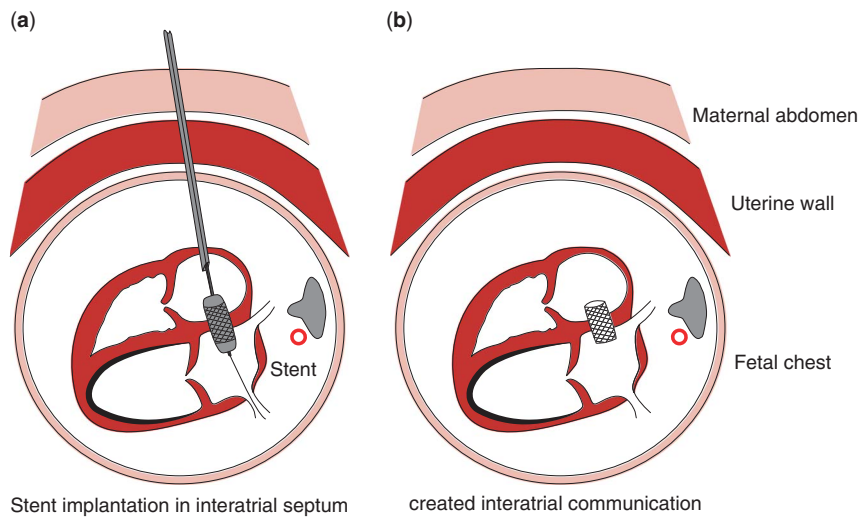 (a)
(b)
Maternal abdomen
Uterine wall
Stent
Fetal chest
Stent implantation in interatrial septum
created interatrial communication